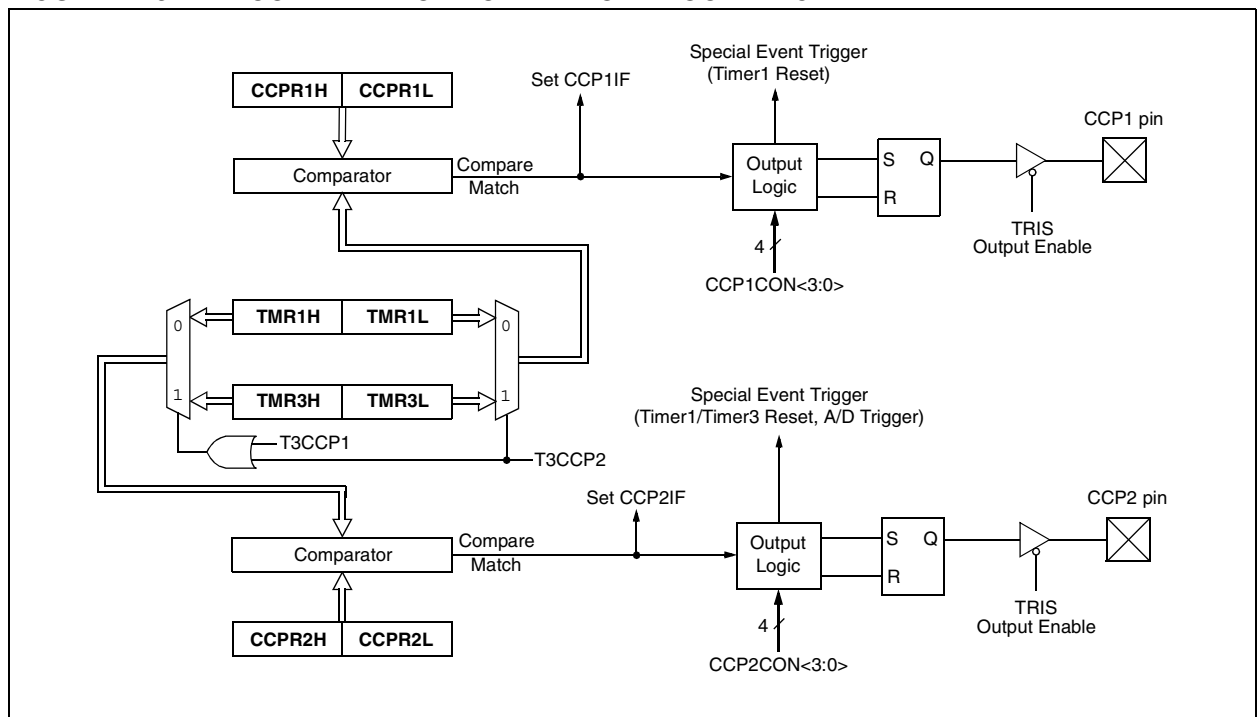 Special Event Trigger
(Timer1 Reset)
Set CCP1IF
CCPR1H CCPR1L
CCP1 pin
Comparator
Compare
Match
Output
Logic
S Q
R
TRIS
Output Enable
4
CCP1CON<3:0>
0
TMR1H TMR1L
0
1
TMR3H TMR3L
1
T3CCP1
T3CCP2
Special Event Trigger
(Timer1/Timer3 Reset, A/D Trigger)
Set CCP2IF
CCP2 pin
Comparator
Compare
Match
Output
Logic
S Q
R
TRIS
Output Enable
4
CCPR2H CCPR2L
CCP2CON<3:0>